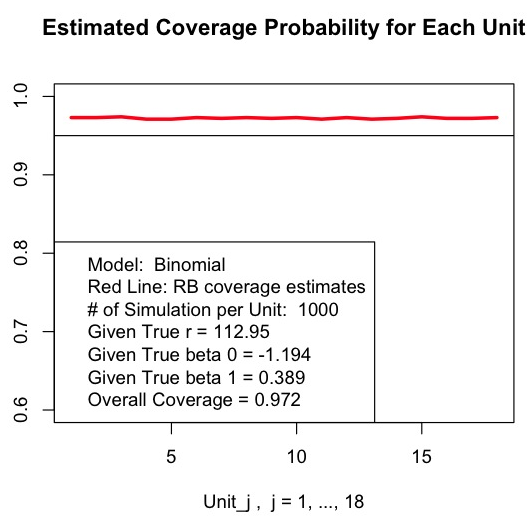 Estimated Coverage Probability for Each Unit
1.0
0.9
0.8
0.7
0.6
Model:  Binomial
Red Line: RB coverage estimates
# of Simulation per Unit:  1000
Given True r = 112.95
Given True beta 0 = -1.194
Given True beta 1 = 0.389
Overall Coverage = 0.972
5 10 15
Unit_j ,  j = 1, ..., 18